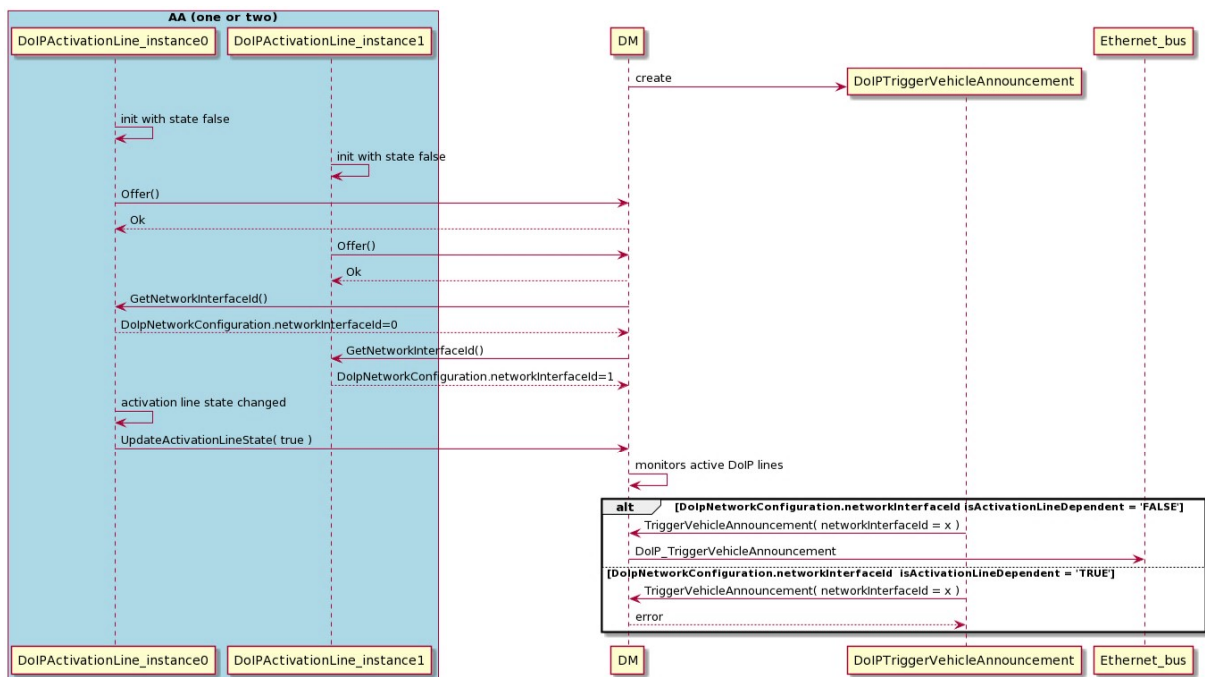 AA (one or two)
DoIPActivationLine_instance0
DoIPActivationLine_instance1
DM
Ethernet_bus
create
DoIPTriggerVehicleAnnouncement
init with state false
init with state false
Offer()
Ok
Offer()
Ok
GetNetworkInterfaceId()
DoIpNetworkConfiguration.networkInterfaceId=0
GetNetworkInterfaceId()
DoIpNetworkConfiguration.networkInterfaceId=1
activation line state changed
UpdateActivationLineState( true )
monitors active DoIP lines
alt [DoIpNetworkConfiguration.networkInterfaceId isActivationLineDependent = 'FALSE']
TriggerVehicleAnnouncement( networkInterfaceId = x )
DoIP_TriggerVehicleAnnouncement
[DoIpNetworkConfiguration.networkInterfaceId isActivationLineDependent = 'TRUE']
TriggerVehicleAnnouncement( networkInterfaceId = x )
error
DoIPActivationLine_instance0
DoIPActivationLine_instance1
DM
DoIPTriggerVehicleAnnouncement
Ethernet_bus